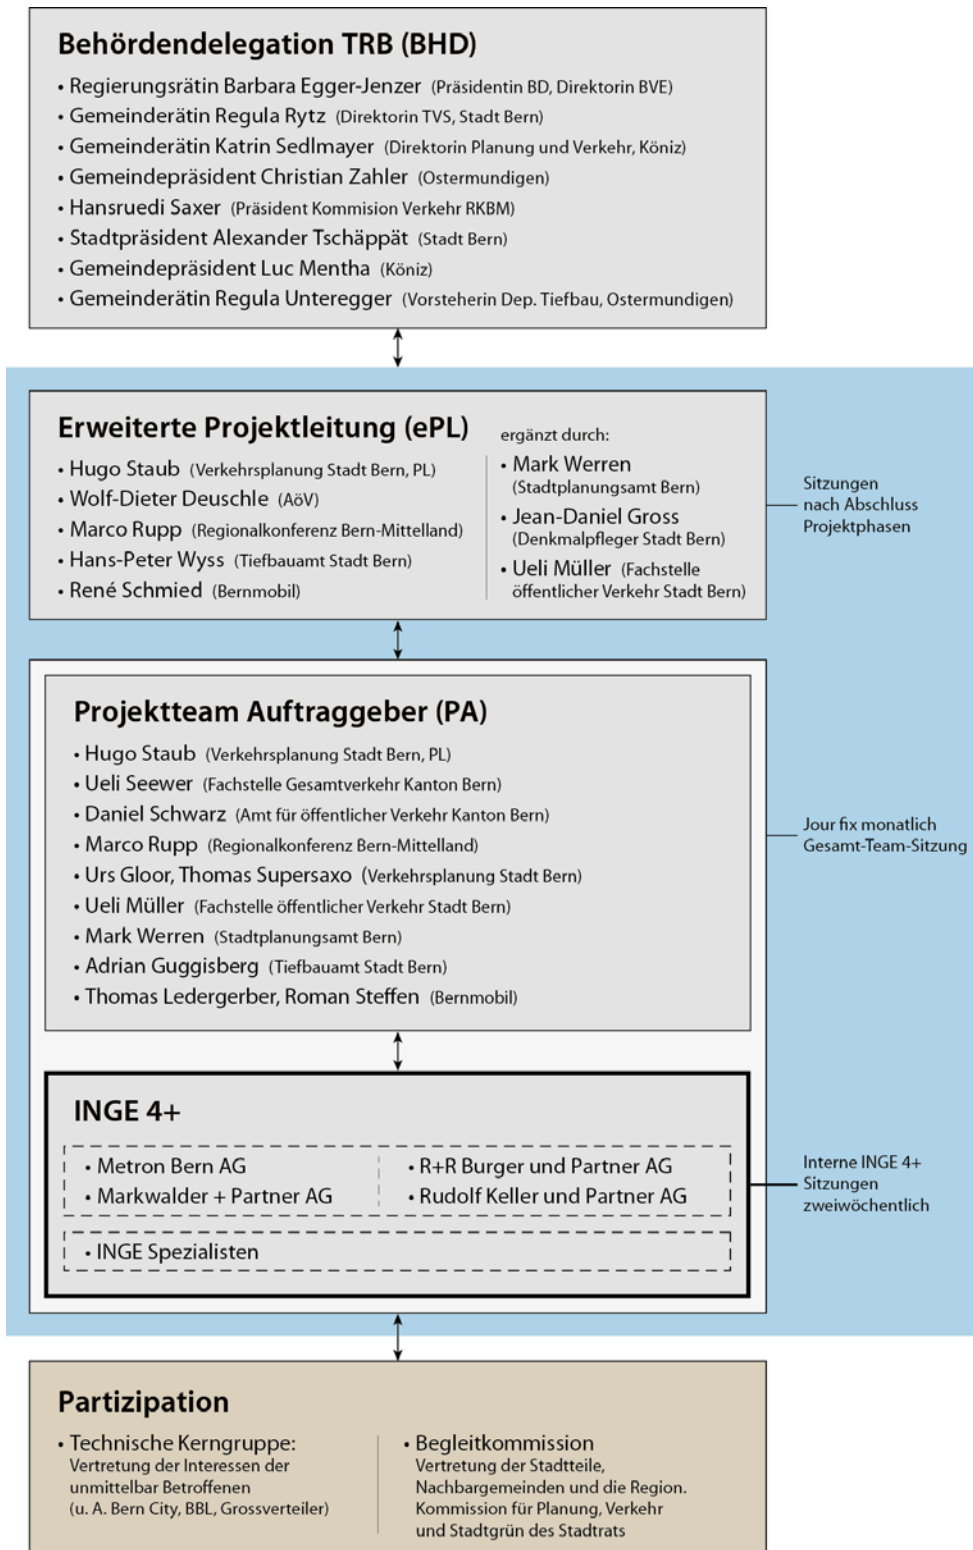 Behördendelegation TRB (BHD)
• Regierungsrätin Barbara Egger-Jenzer (Präsidentin BD, Direktorin BVE)
• Gemeinderätin Regula Rytz (Direktorin TVS, Stadt Bern)
• Gemeinderätin Katrin Sedlmayer (Direktorin Planung und Verkehr, Köniz)
• Gemeindepräsident Christian Zahler (Ostermundigen)
• Hansruedi Saxer (Präsident Kommision Verkehr RKBM)
• Stadtpräsident Alexander Tschäppät (Stadt Bern)
• Gemeindepräsident Luc Mentha (Köniz)
• Gemeinderätin Regula Unteregger (Vorsteherin Dep. Tiefbau, Ostermundigen)
Erweiterte Projektleitung (ePL)
• Hugo Staub (Verkehrsplanung Stadt Bern, PL)
• Wolf-Dieter Deuschle (AöV)
• Marco Rupp (Regionalkonferenz Bern-Mittelland)
• Hans-Peter Wyss (Tiefbauamt Stadt Bern)
• René Schmied (Bernmobil)
ergänzt durch:
• Mark Werren
(Stadtplanungsamt Bern)
• Jean-Daniel Gross
(Denkmalpfleger Stadt Bern)
• Ueli Müller (Fachstelle
öffentlicher Verkehr Stadt Bern)
Sitzungen
nach Abschluss
Projektphasen
Projektteam Auftraggeber (PA)
• Hugo Staub (Verkehrsplanung Stadt Bern, PL)
• Ueli Seewer (Fachstelle Gesamtverkehr Kanton Bern)
• Daniel Schwarz (Amt für öffentlicher Verkehr Kanton Bern)
• Marco Rupp (Regionalkonferenz Bern-Mittelland)
• Urs Gloor, Thomas Supersaxo (Verkehrsplanung Stadt Bern)
• Ueli Müller (Fachstelle öffentlicher Verkehr Stadt Bern)
• Mark Werren (Stadtplanungsamt Bern)
• Adrian Guggisberg (Tiefbauamt Stadt Bern)
• Thomas Ledergerber, Roman Steffen (Bernmobil)
Jour fix monatlich
Gesamt-Team-Sitzung
INGE 4+
• Metron Bern AG
• Markwalder + Partner AG
• R+R Burger und Partner AG
• Rudolf Keller und Partner AG
• INGE Spezialisten
Interne INGE 4+
Sitzungen
zweiwöchentlich
Partizipation
• Technische Kerngruppe:
Vertretung der Interessen der
unmittelbar Betroffenen
(u. A. Bern City, BBL, Grossverteiler)
• Begleitkommission
Vertretung der Stadtteile,
Nachbargemeinden und die Region.
Kommission für Planung, Verkehr
und Stadtgrün des Stadtrats